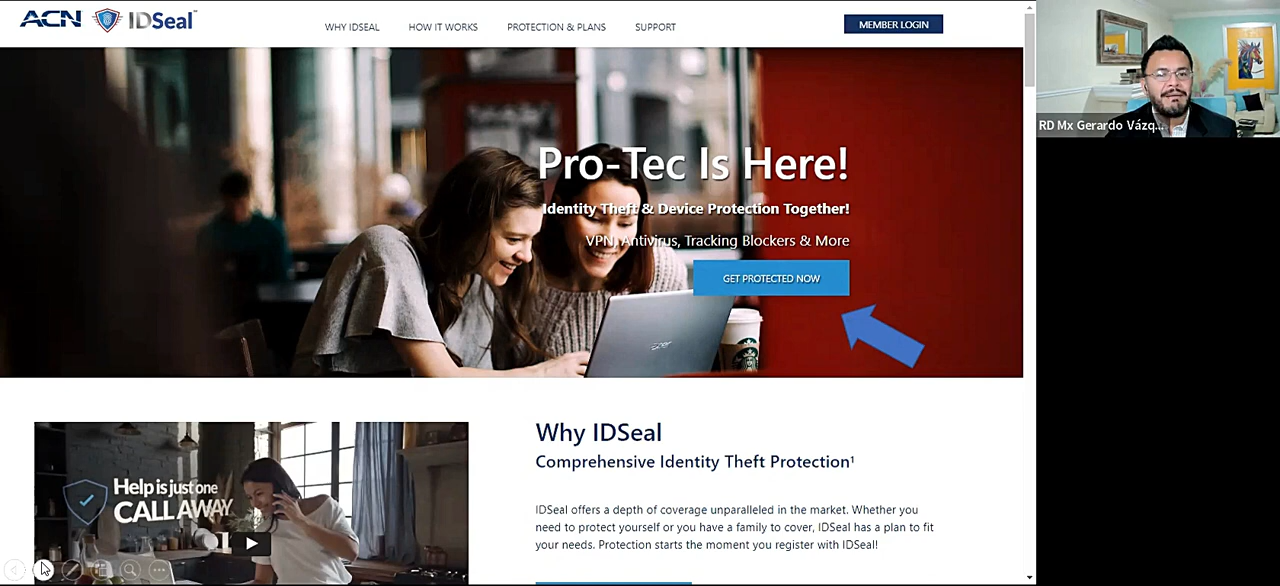 ACN IDSeal
WHY IDSEAL
HOW IT WORKS
PROTECTION & PLANS
SUPPORT
MEMBER LOGIN
RD Mx Gerardo Vázq...
Pro-Tec Is Here!
Identity Theft & Device Protection Together!
VPN, Antivirus, Tracking Blockers & More
GET PROTECTED NOW
acer
Help is just one
CALL AWAY
Why IDSeal
Comprehensive Identity Theft Protection¹
IDSeal offers a depth of coverage unparalleled in the market. Whether you
need to protect yourself or you have a family to cover, IDSeal has a plan to fit
your needs. Protection starts the moment you register with IDSeal!